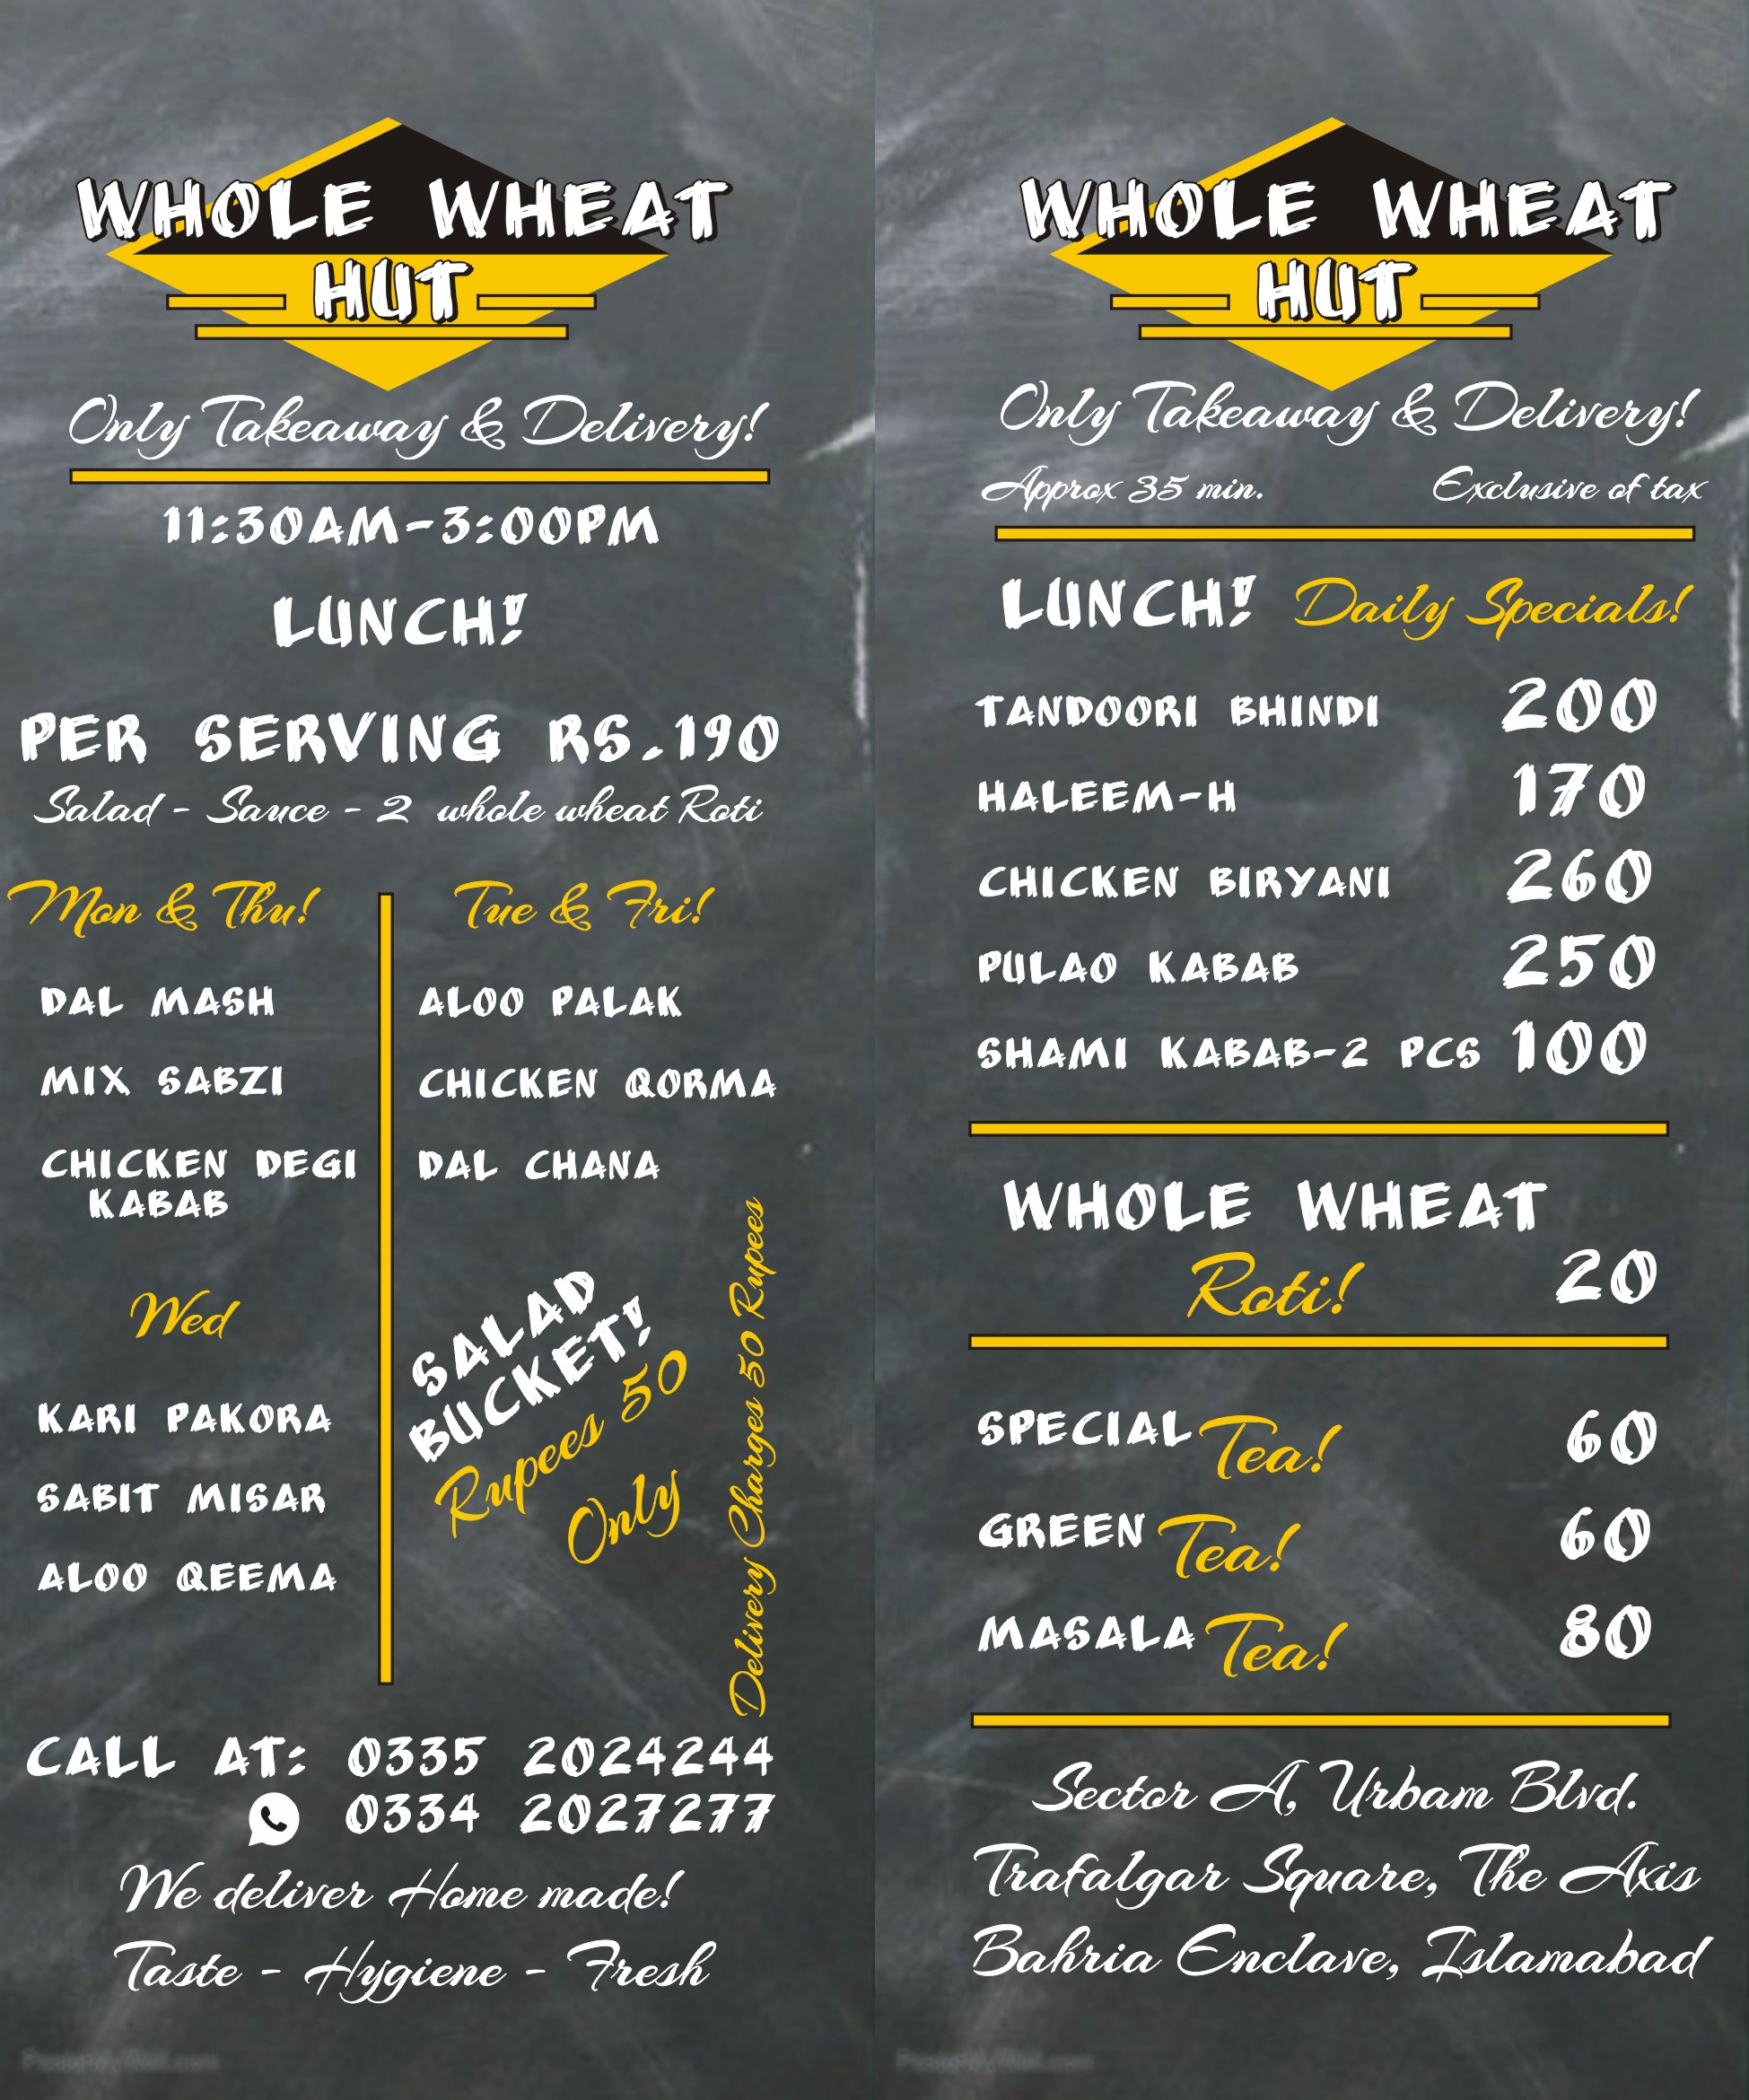 WHOLE WHEAT
HUT
Only Takeaway & Delivery!
11:30AM-3:00PM
LUNCH!
PER SERVING RS.190
Salad - Sauce - 2 whole wheat Roti
Mon & Thu!
DAL MASH
MIX SABZI
CHICKEN DEGI
KABAB
Wed
KARI PAKORA
SABIT MISAR
ALOO QEEMA
Tue & Fri!
ALOO PALAK
CHICKEN QORMA
DAL CHANA
SALAD
BUCKET!
Rupees 50
Only
Delivery Charges 50 Rupees
CALL AT: 0335 2024244
0334 2027277
We deliver Home made!
Taste - Hygiene - Fresh
PosterMyWall.com
WHOLE WHEAT
HUT
Only Takeaway & Delivery!
Approx 35 min. Exclusive of tax
LUNCH! Daily Specials!
TANDOORI BHINDI 200
HALEEM-H 170
CHICKEN BIRYANI 260
PULAO KABAB 250
SHAMI KABAB-2 PCS 100
WHOLE WHEAT
Roti! 20
SPECIAL Tea! 60
GREEN Tea! 60
MASALA Tea! 80
Sector A, Urbam Blvd.
Trafalgar Square, The Axis
Bahria Enclave, Islamabad
PosterMyWall.com